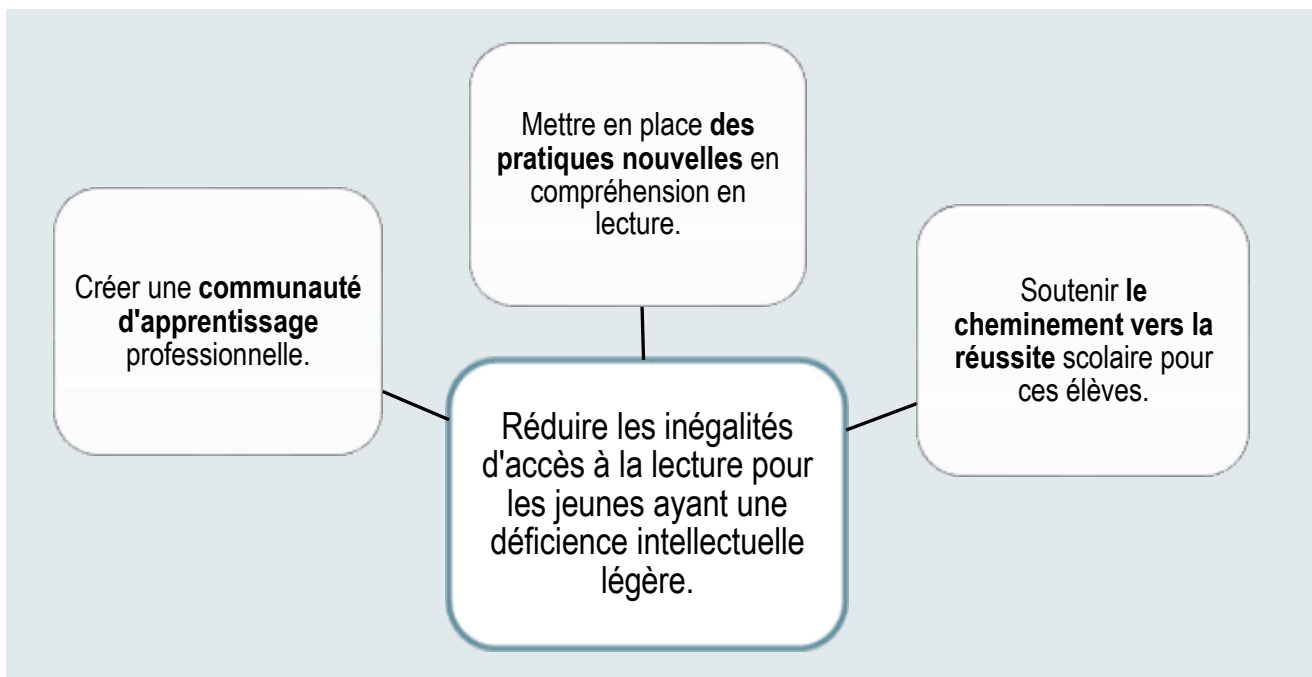 Mettre en place des
pratiques nouvelles en
compréhension en
lecture.
Créer une communauté
d'apprentissage
professionnelle.
Soutenir le
cheminement vers la
réussite scolaire pour
ces élèves.
Réduire les inégalités
d'accès à la lecture pour
les jeunes ayant une
déficience intellectuelle
légère.